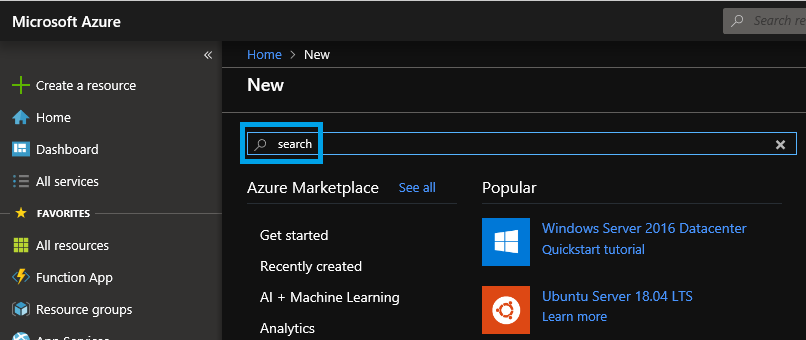 Microsoft Azure
Search re
«
Home > New
Create a resource
New
Home
Dashboard
search
All services
Azure Marketplace See all
Popular
FAVORITES
Get started
Windows Server 2016 Datacenter
Quickstart tutorial
All resources
Recently created
Function App
AI + Machine Learning
Ubuntu Server 18.04 LTS
Resource groups
Learn more
Analytics